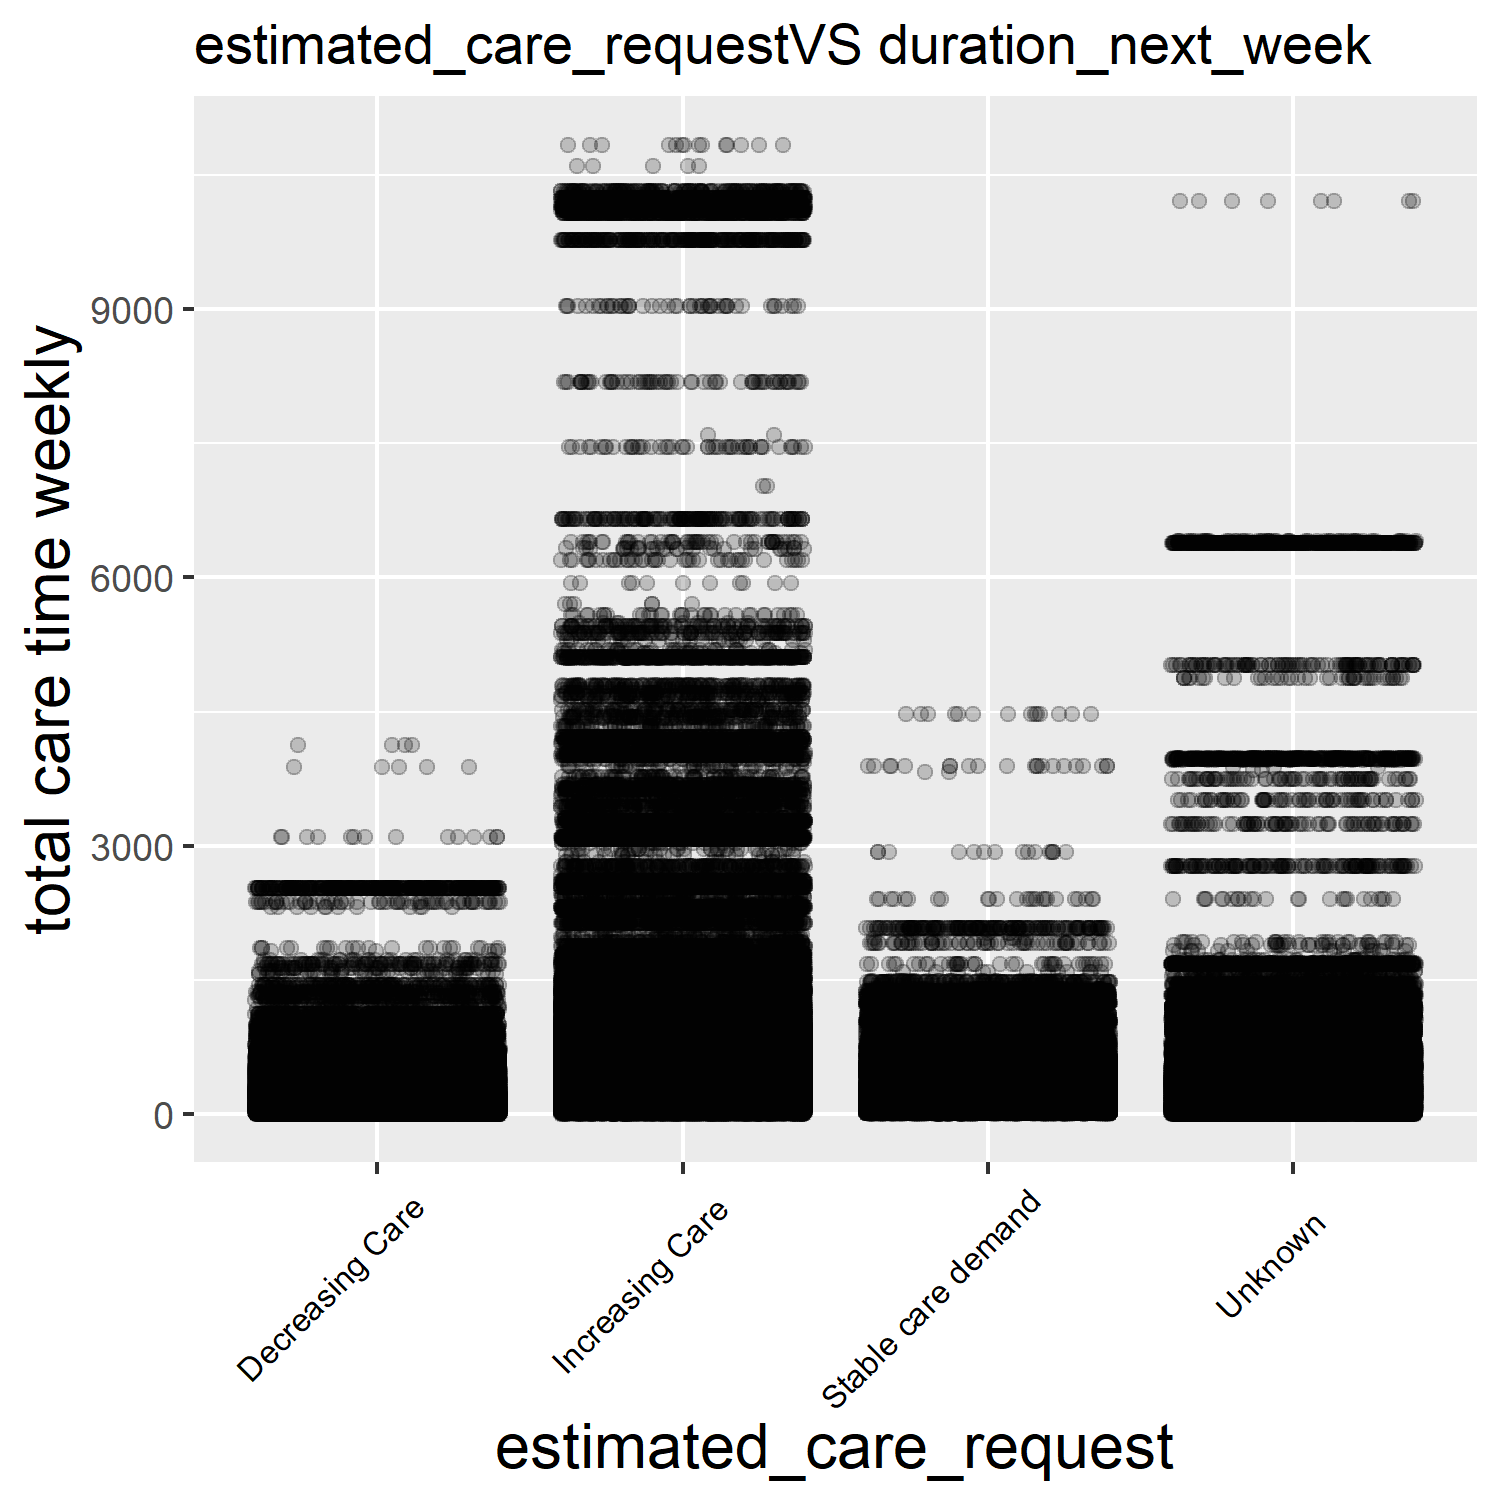 estimated_care_requestVS duration_next_week
total care time weekly
9000
6000
3000
0
Decreasing Care
Increasing Care
Stable care demand
Unknown
estimated_care_request